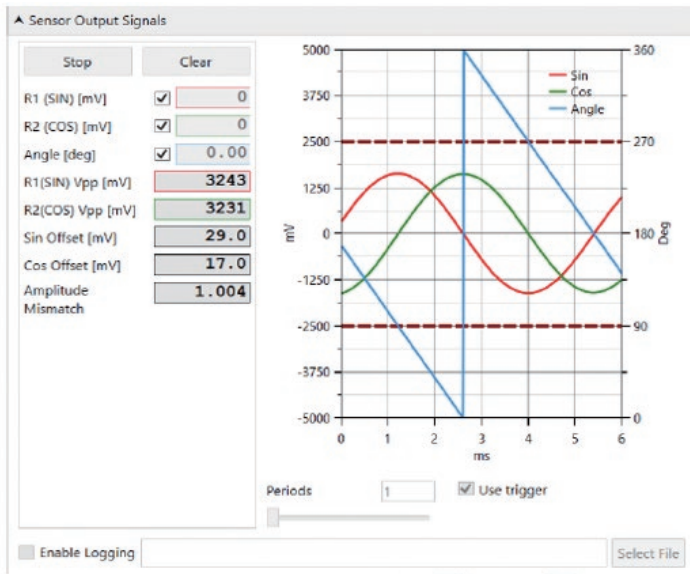 Sensor Output Signals
Stop Clear
R1 (SIN) [mV] 0
R2 (COS) [mV] 0
Angle [deg] 0.00
R1(SIN) Vpp [mV] 3243
R2(COS) Vpp [mV] 3231
Sin Offset [mV] 29.0
Cos Offset [mV] 17.0
Amplitude
Mismatch 1.004
5000 360
3750
2500 270
1250
0 180
-1250
-2500 90
-3750
-5000 0
mV
Deg
Sin
Cos
Angle
0 1 2 3 4 5 6
ms
Periods 1 Use trigger
Enable Logging Select File